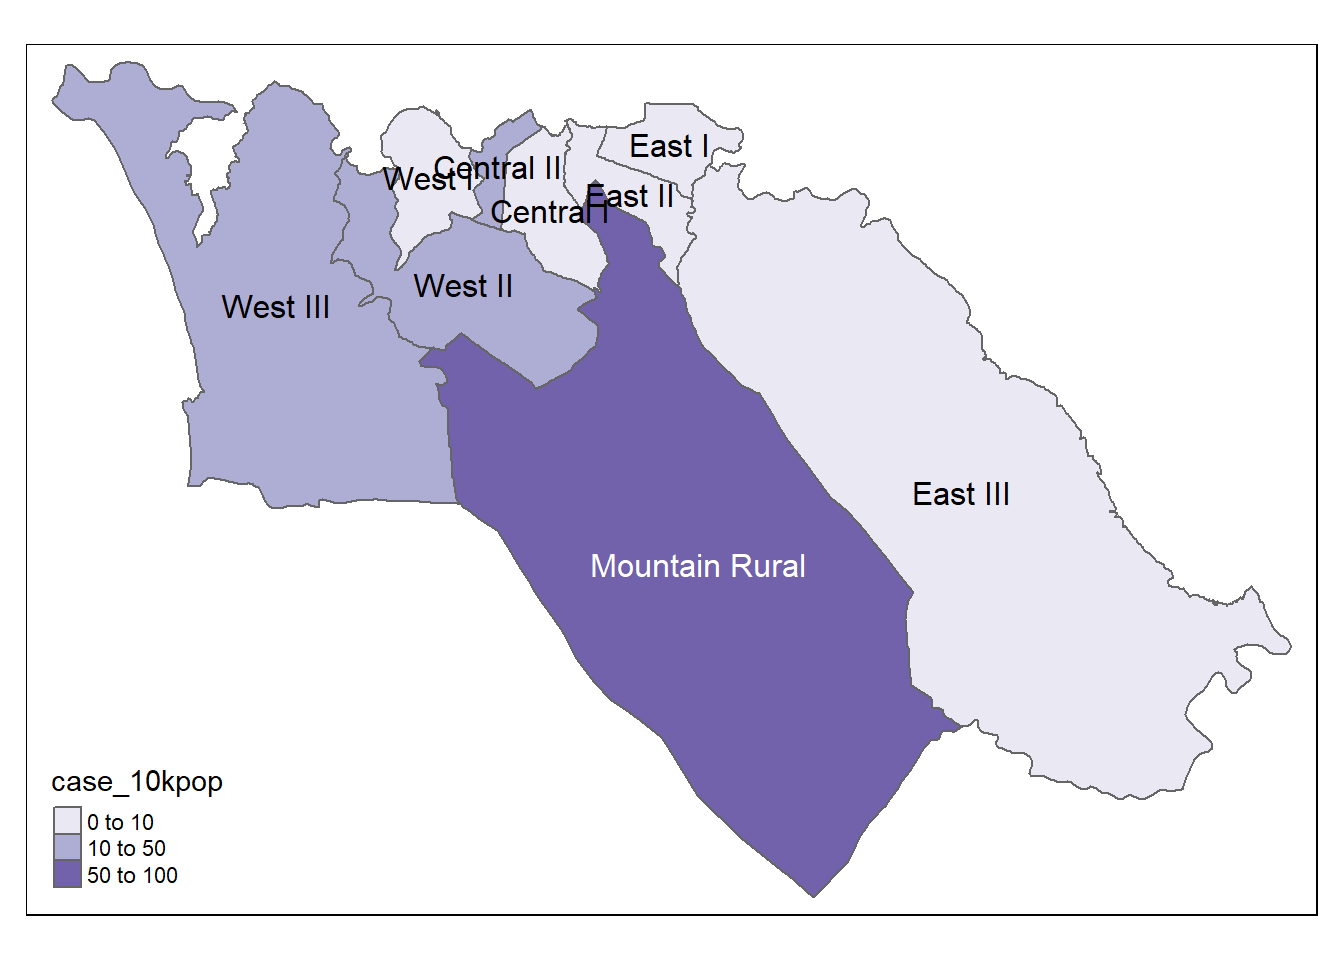 East I
Central II
West I
East II
Central I
West II
West III
East III
Mountain Rural
case_10kpop
0 to 10
10 to 50
50 to 100